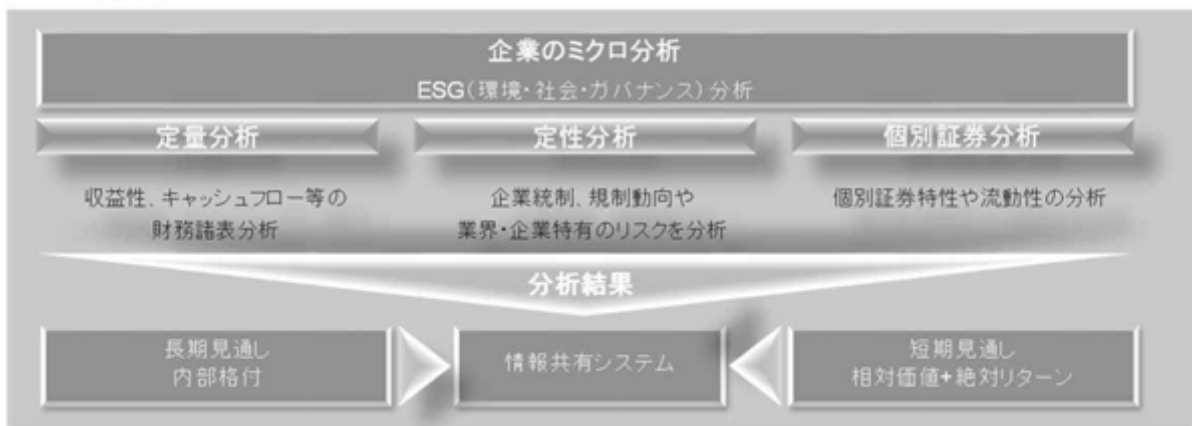 企業のミクロ分析
ESG(環境・社会・ガバナンス)分析
定量分析
収益性、キャッシュフロー等の
財務諸表分析
定性分析
企業統制、規制動向や
業界・企業特有のリスクを分析
個別証券分析
個別証券特性や流動性の分析
分析結果
長期見通し
内部格付
情報共有システム
短期見通し
相対価値+絶対リターン